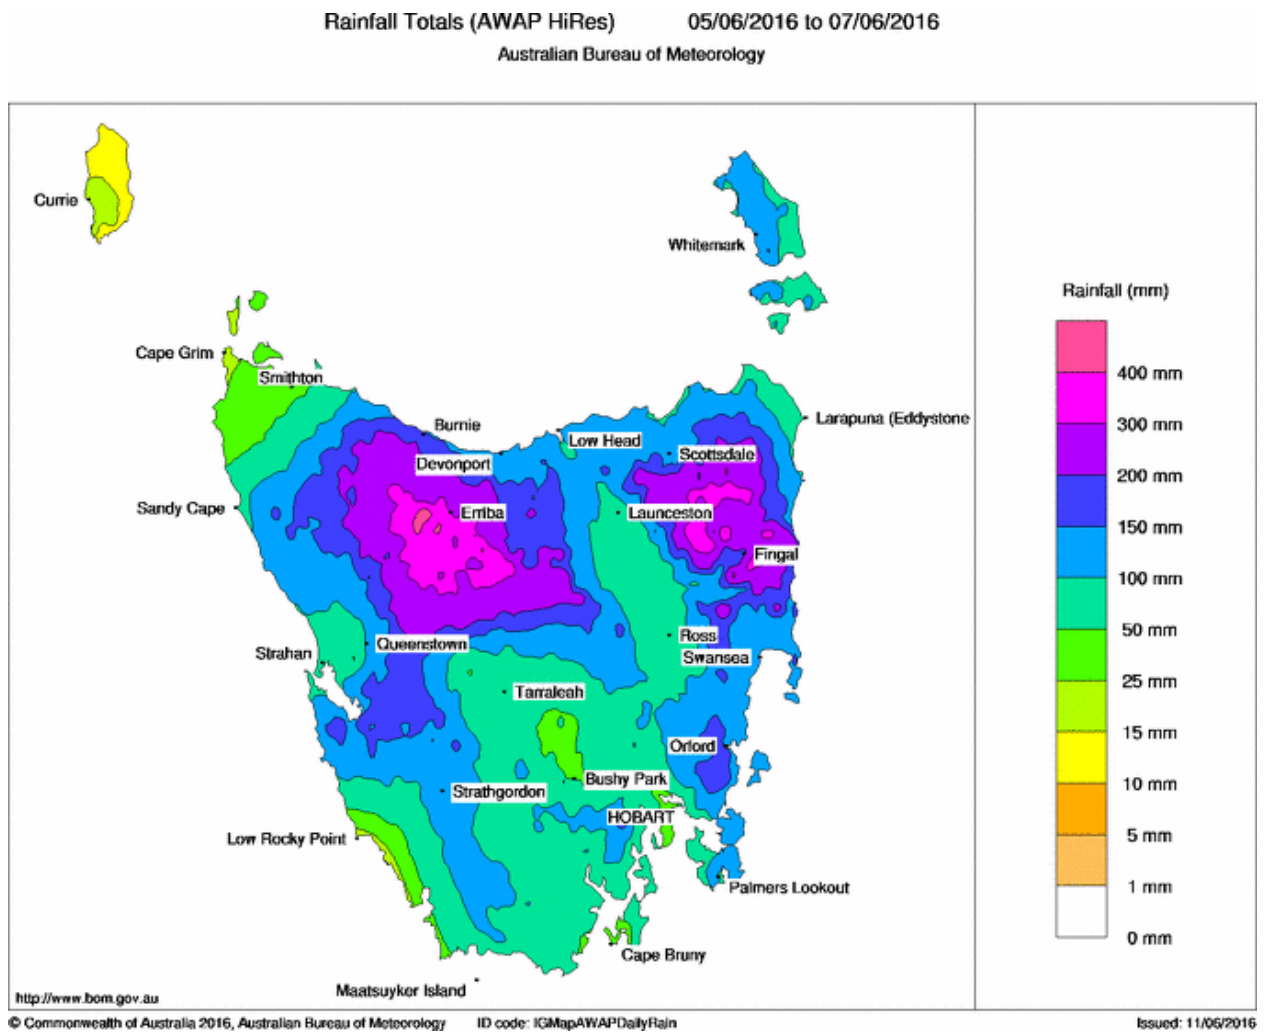 Rainfall Totals (AWAP HiRes) 05/06/2016 to 07/06/2016
Australian Bureau of Meteorology
Currie
Whitemark
Rainfall (mm)
Cape Grim
Smithton
400 mm
Larapuna (Eddystone
Burnie
300 mm
Low Head
Scottsdale
Devonport
200 mm
Sandy Cape
Erriba
Launceston
150 mm
Fingal
100 mm
50 mm
Ross
Queenstown
Strahan
Swansea
25 mm
Tarraleah
15 mm
Orford
Bushy Park
10 mm
Strathgordon
HOBART
5 mm
Low Rocky Point
1 mm
Palmers Lookout
0 mm
Cape Bruny
Maatsuyker Island
http://www.bom.gov.au
© Commonwealth of Australia 2016, Australian Bureau of Meteorology ID code: IGMapAWAPDailyRain Issued: 11/06/2016